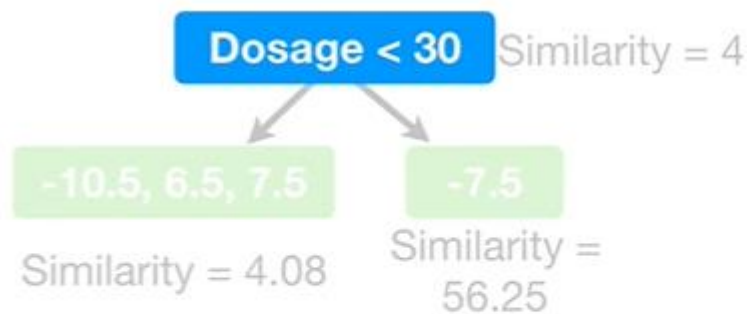 Dosage < 30
Similarity = 4
-10.5, 6.5, 7.5
-7.5
Similarity = 4.08
Similarity =
56.25